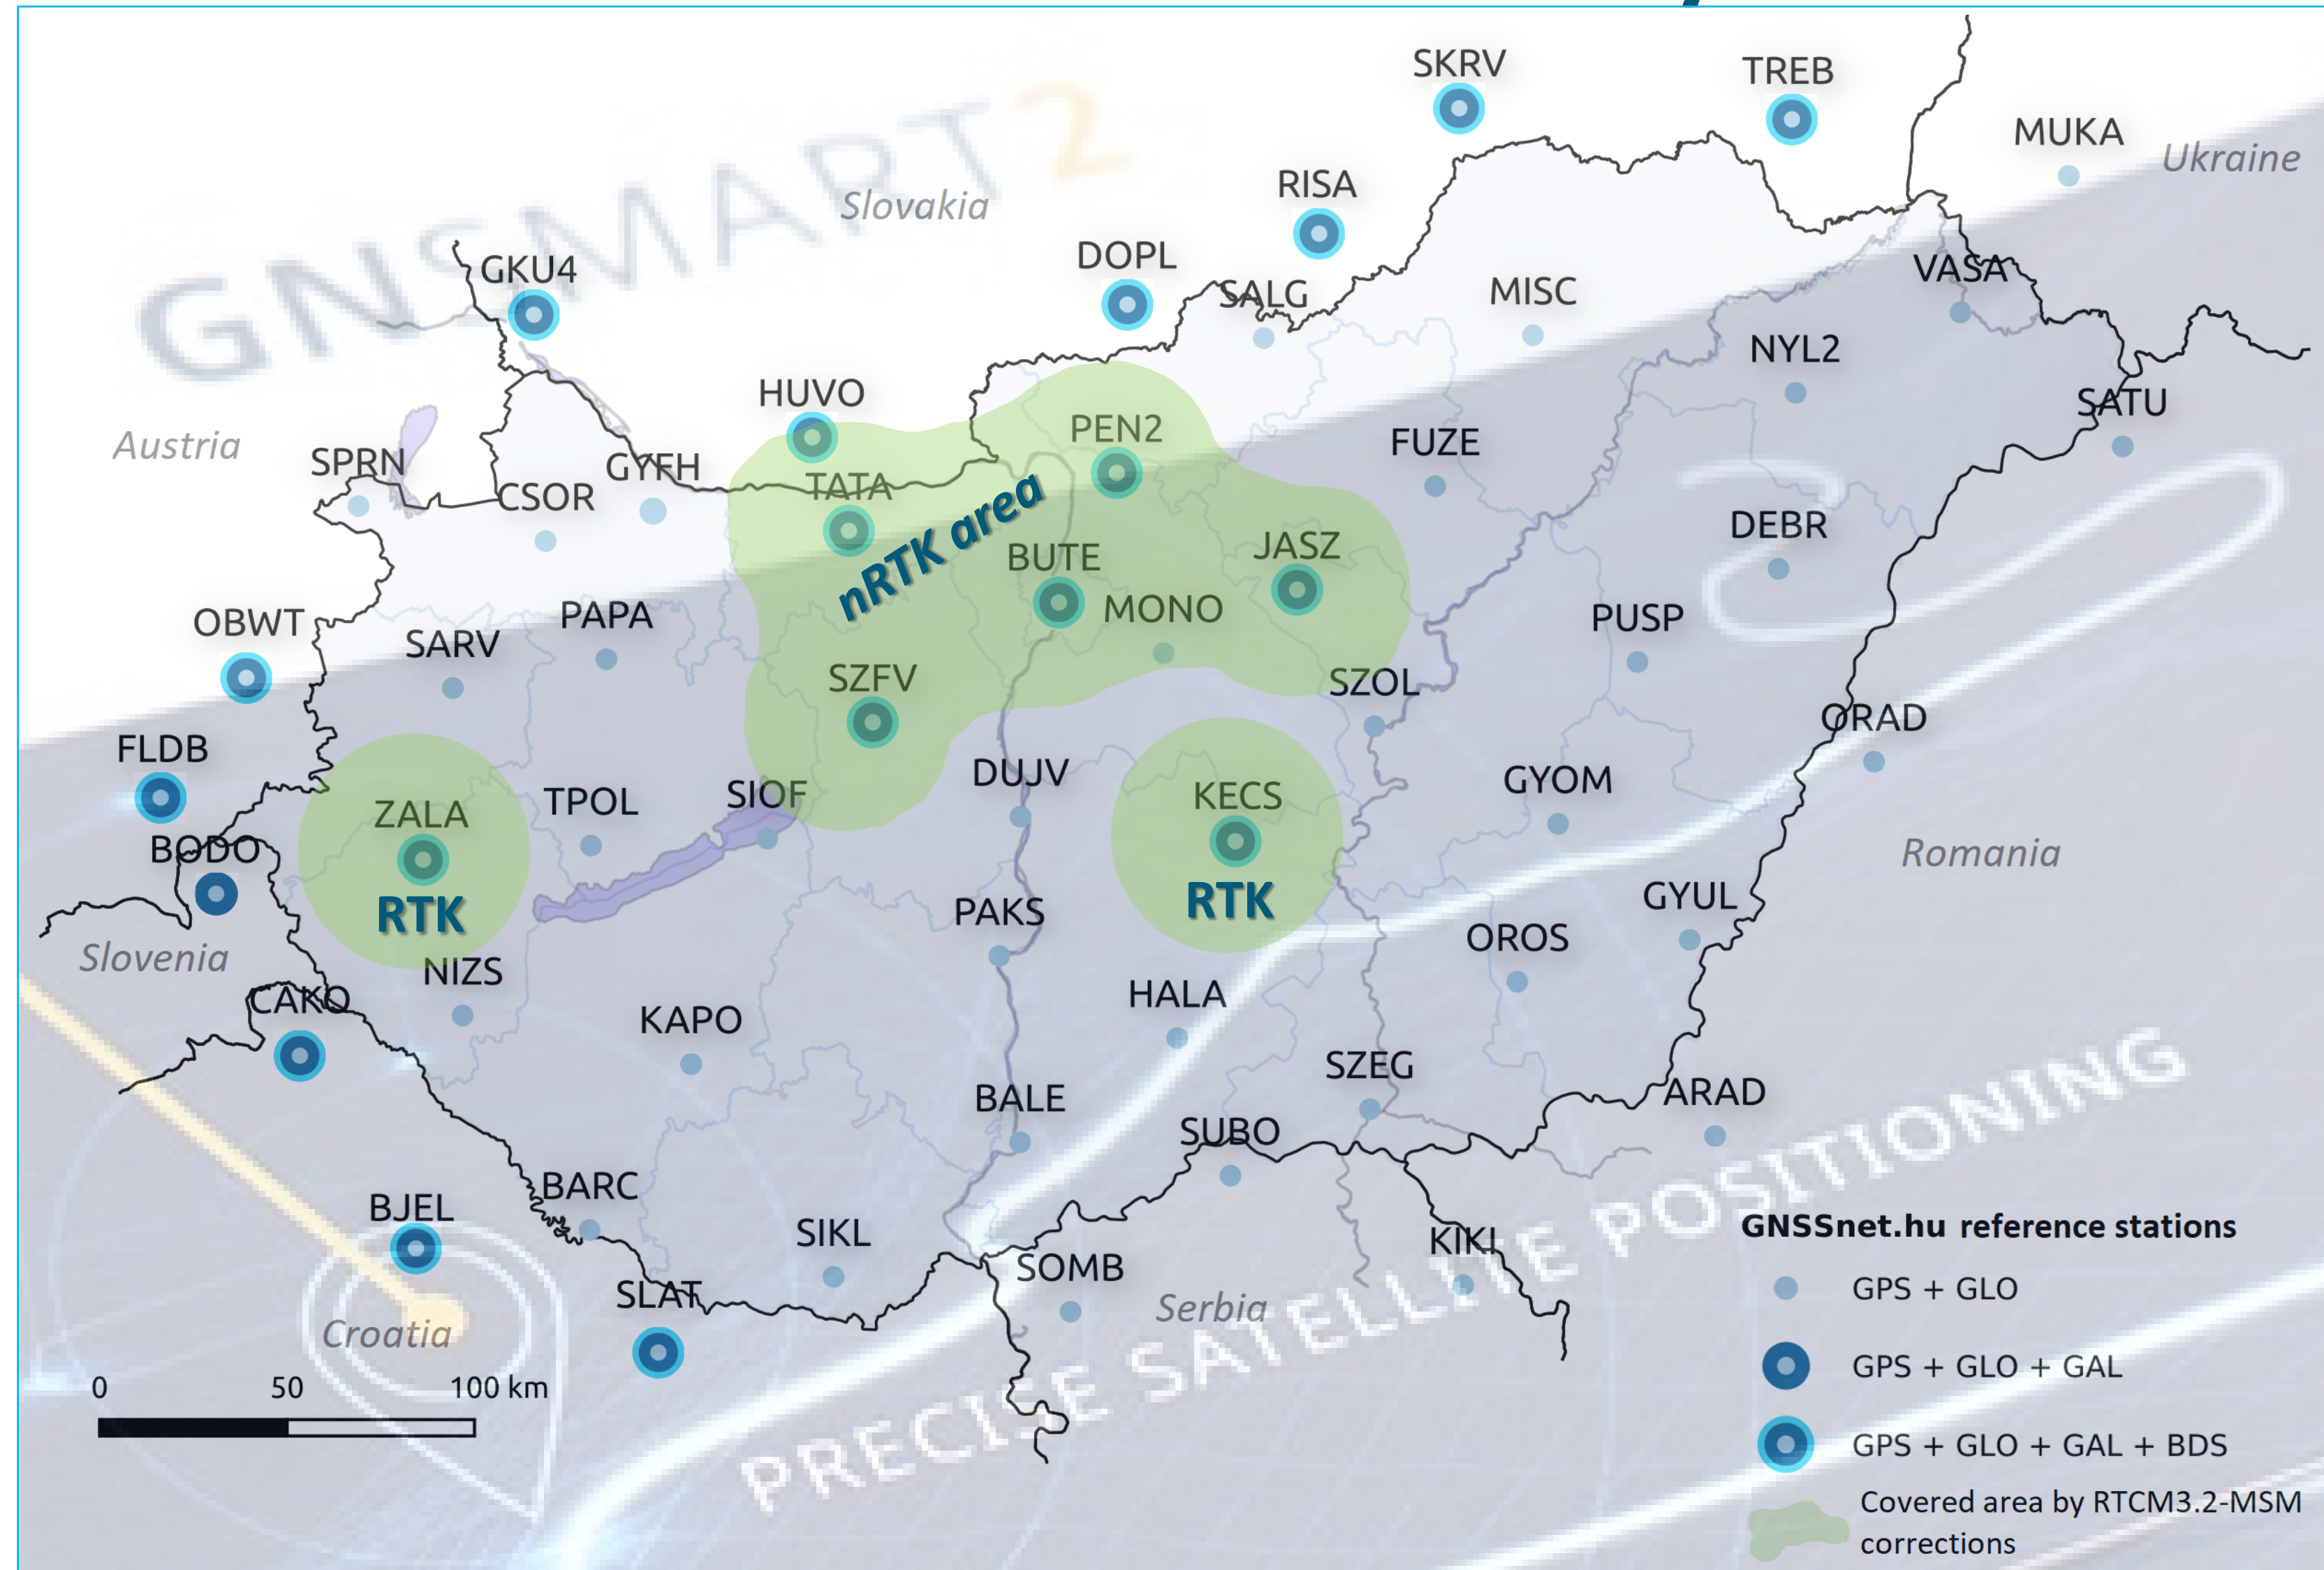 SKRV
TREB
MUKA
Ukraine
GNSMART2
Slovakia
RISA
DOPL
GKU4
SALG
MISC
VASA
NYL2
HUVO
SATU
Austria
PEN2
FUZE
SPRN
GYFH
TATA
CSOR
nRTK area
DEBR
JASZ
BUTE
MONO
PAPA
PUSP
OBWT
SARV
SZFV
SZOL
ORAD
FLDB
DUJV
GYOM
SIOF
KECS
TPOL
ZALA
BODO
Romania
RTK
RTK
GYUL
PAKS
OROS
Slovenia
NIZS
HALA
CAKO
KAPO
SZEG
ARAD
BALE
SUBO
BARC
BJEL
SIKL
KIKI
SOMB
SLAT
Serbia
Croatia
PRECISE SATELLITE POSITIONING
0 50 100 km
GNSSnet.hu reference stations
GPS + GLO
GPS + GLO + GAL
GPS + GLO + GAL + BDS
Covered area by RTCM3.2-MSM
corrections